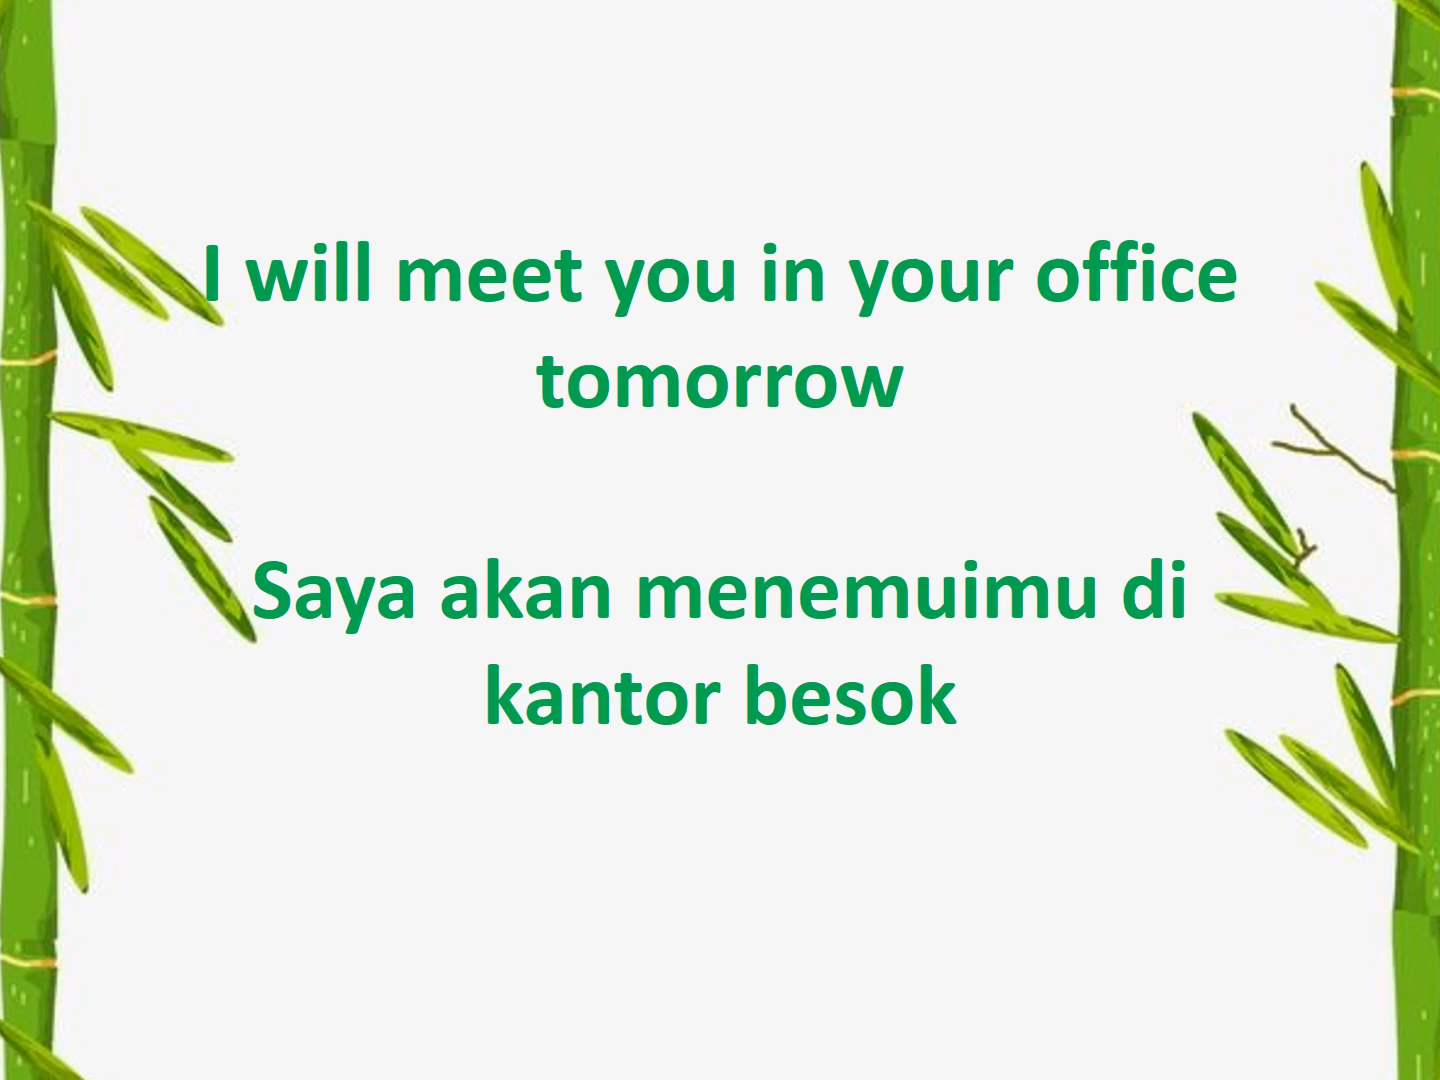 I will meet you in your office
tomorrow
Saya akan menemuimu di
kantor besok